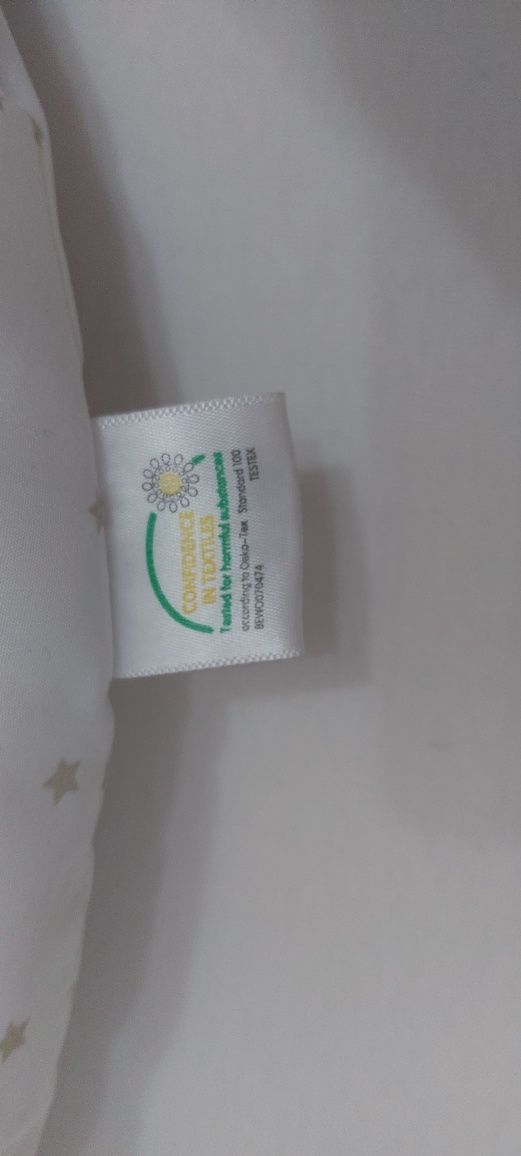 CONFIDENCE
IN TEXTILES
Tested for harmful substances
according to Oeko-Tex Standard 100
BEWO070474 TESTEX